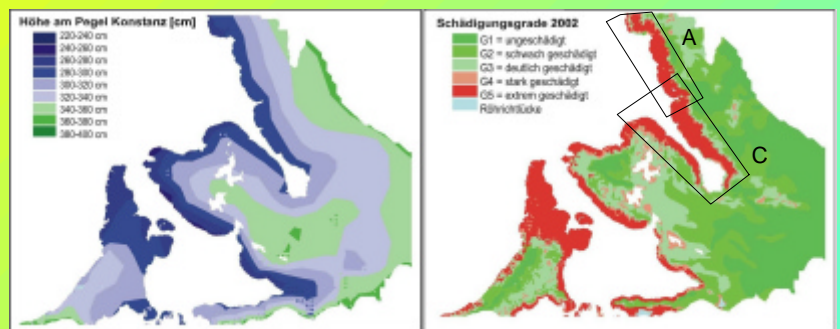 Höhe am Pegel Konstanz [cm]
220-240 cm
240-260 cm
260-280 cm
280-300 cm
300-320 cm
320-340 cm
340-360 cm
360-380 cm
380-400 cm
Schädigungsgrade 2002
G1 = ungeschädigt
G2 = schwach geschädigt
G3 = deutlich geschädigt
G4 = stark geschädigt
G5 = extrem geschädigt
Röhrichtlücke
A
C